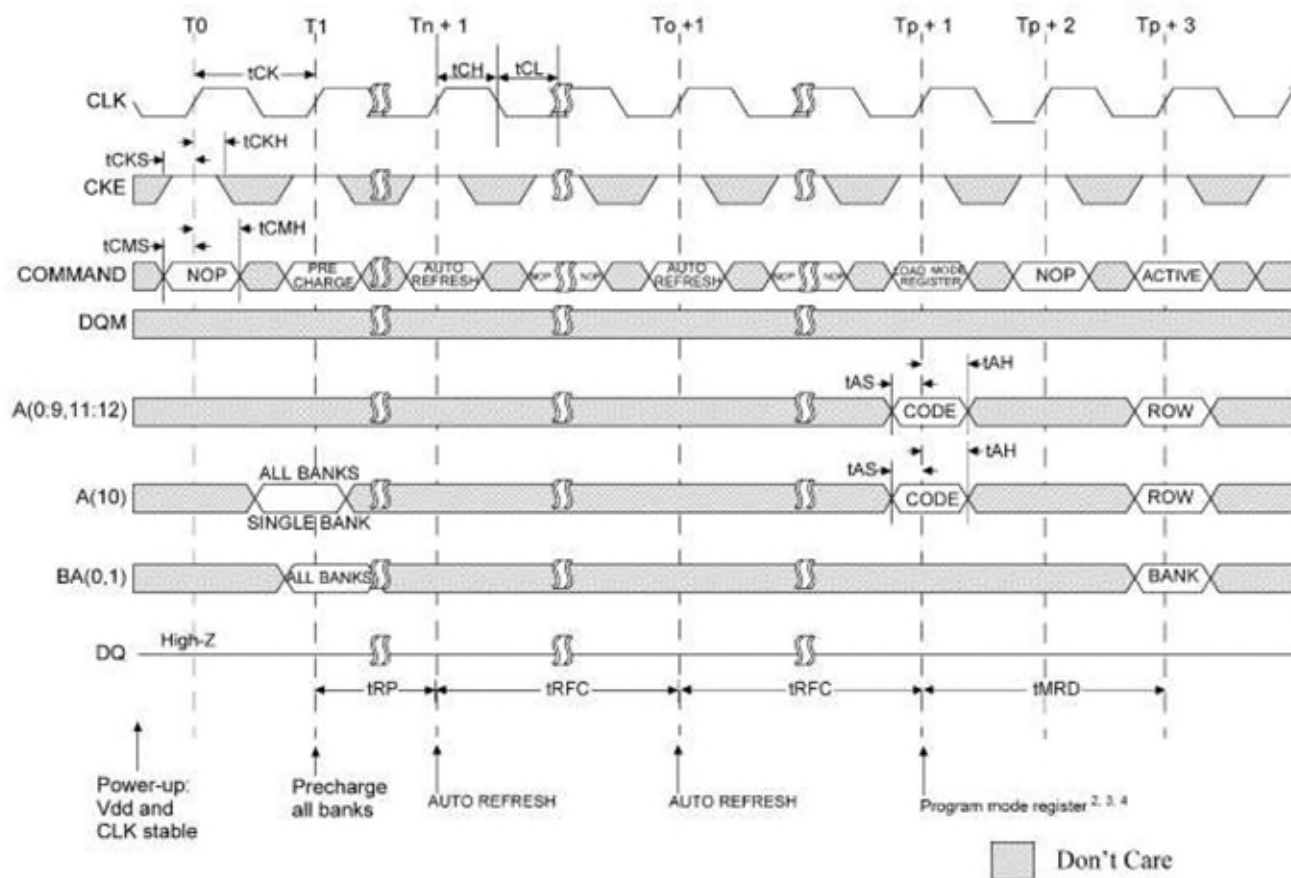 T0 T1 Tn + 1 To +1 Tp + 1 Tp + 2 Tp + 3
tCK tCH tCL
CLK
tCKS tCKH
CKE
tCMS tCMH
COMMAND NOP PRE CHARGE AUTO REFRESH NOP NOP AUTO REFRESH NOP NOP LOAD MODE REGISTER NOP ACTIVE
DQM
tAS tAH
A(0:9,11:12) CODE ROW
ALL BANKS tAS tAH
A(10) CODE ROW
SINGLE BANK
BA(0,1) ALL BANKS BANK
High-Z
DQ
tRP tRFC tRFC tMRD
Power-up:
Vdd and
CLK stable
Precharge
all banks
AUTO REFRESH
AUTO REFRESH
Program mode register 2, 3, 4
Don't Care